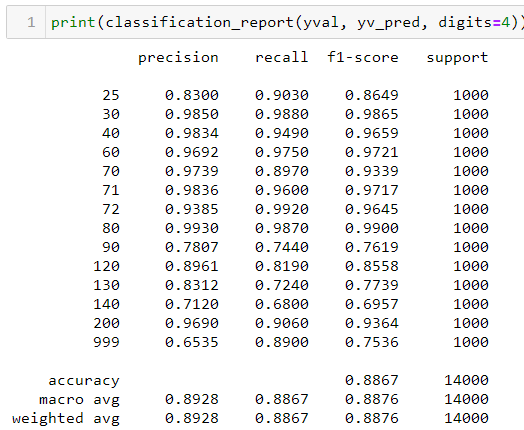 1 print(classification_report(yval, yv_pred, digits=4))
precision recall f1-score support
25 0.8300 0.9030 0.8649 1000
30 0.9850 0.9880 0.9865 1000
40 0.9834 0.9490 0.9659 1000
60 0.9692 0.9750 0.9721 1000
70 0.9739 0.8970 0.9339 1000
71 0.9836 0.9600 0.9717 1000
72 0.9385 0.9920 0.9645 1000
80 0.9930 0.9870 0.9900 1000
90 0.7807 0.7440 0.7619 1000
120 0.8961 0.8190 0.8558 1000
130 0.8312 0.7240 0.7739 1000
140 0.7120 0.6800 0.6957 1000
200 0.9690 0.9060 0.9364 1000
999 0.6535 0.8900 0.7536 1000
accuracy 0.8867 14000
macro avg 0.8928 0.8867 0.8876 14000
weighted avg 0.8928 0.8867 0.8876 14000